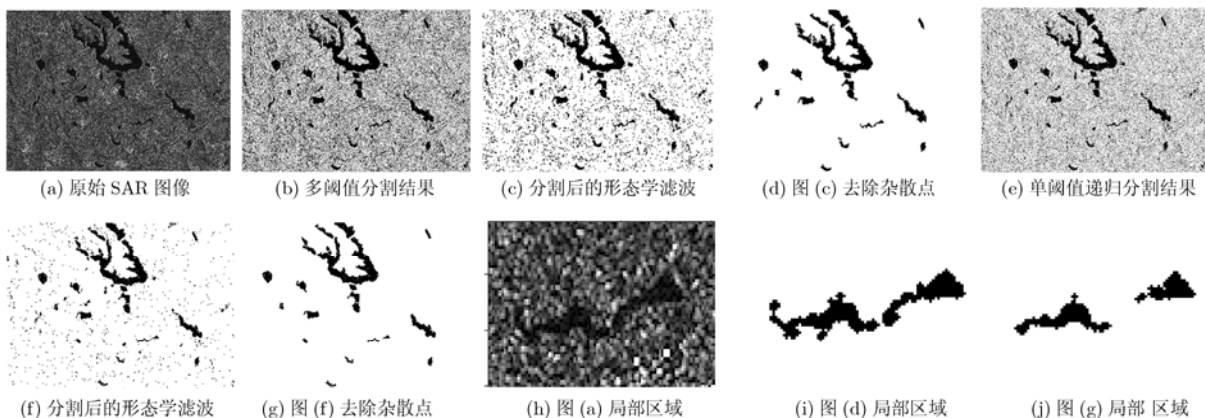 (a) 原始 SAR 图像
(b) 多阈值分割结果
(c) 分割后的形态学滤波
(d) 图 (c) 去除杂散点
(e) 单阈值递归分割结果
(f) 分割后的形态学滤波
(g) 图 (f) 去除杂散点
(h) 图 (a) 局部区域
(i) 图 (d) 局部区域
(j) 图 (g) 局部 区域